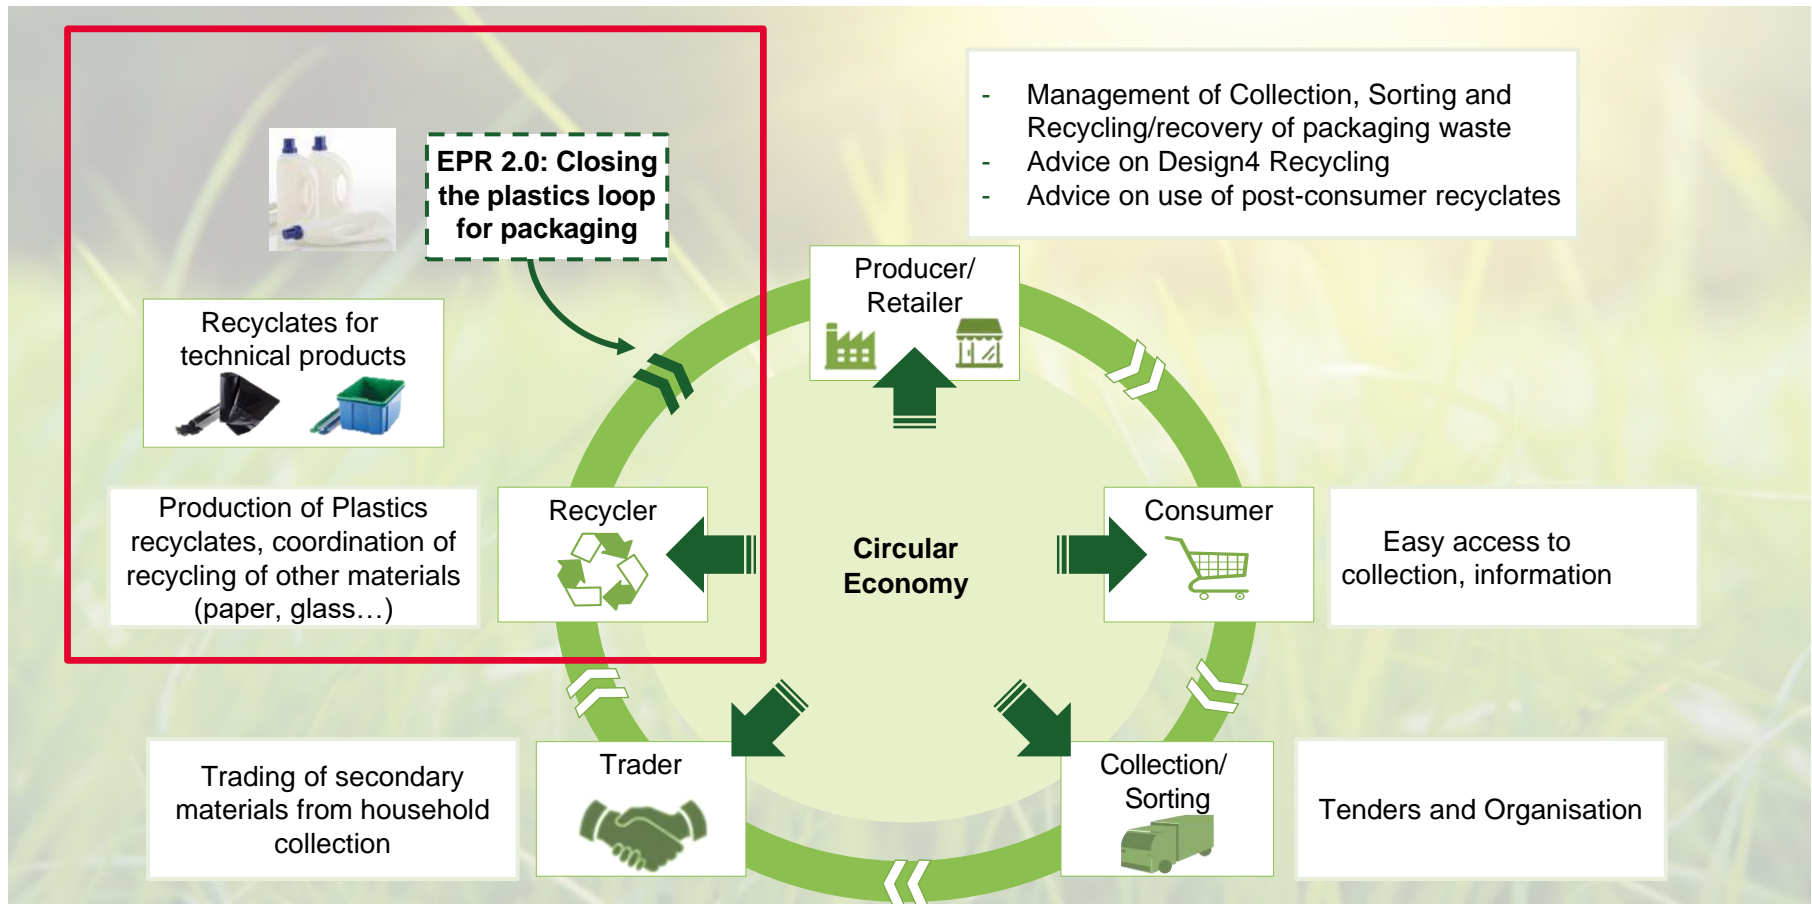 - Management of Collection, Sorting and
Recycling/recovery of packaging waste
- Advice on Design4 Recycling
- Advice on use of post-consumer recyclates
EPR 2.0: Closing
the plastics loop
for packaging
Producer/
Retailer
Recyclates for
technical products
Production of Plastics
recyclates, coordination of
recycling of other materials
(paper, glass…)
Recycler
Circular
Economy
Consumer
Easy access to
collection, information
Trading of secondary
materials from household
collection
Trader
Collection/
Sorting
Tenders and Organisation